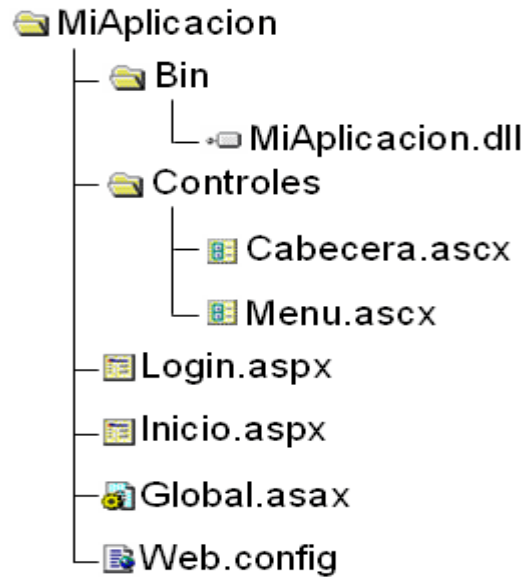 MiAplicacion
Bin
MiAplicacion.dll
Controles
Cabecera.ascx
Menu.ascx
Login.aspx
Inicio.aspx
Global.asax
Web.config